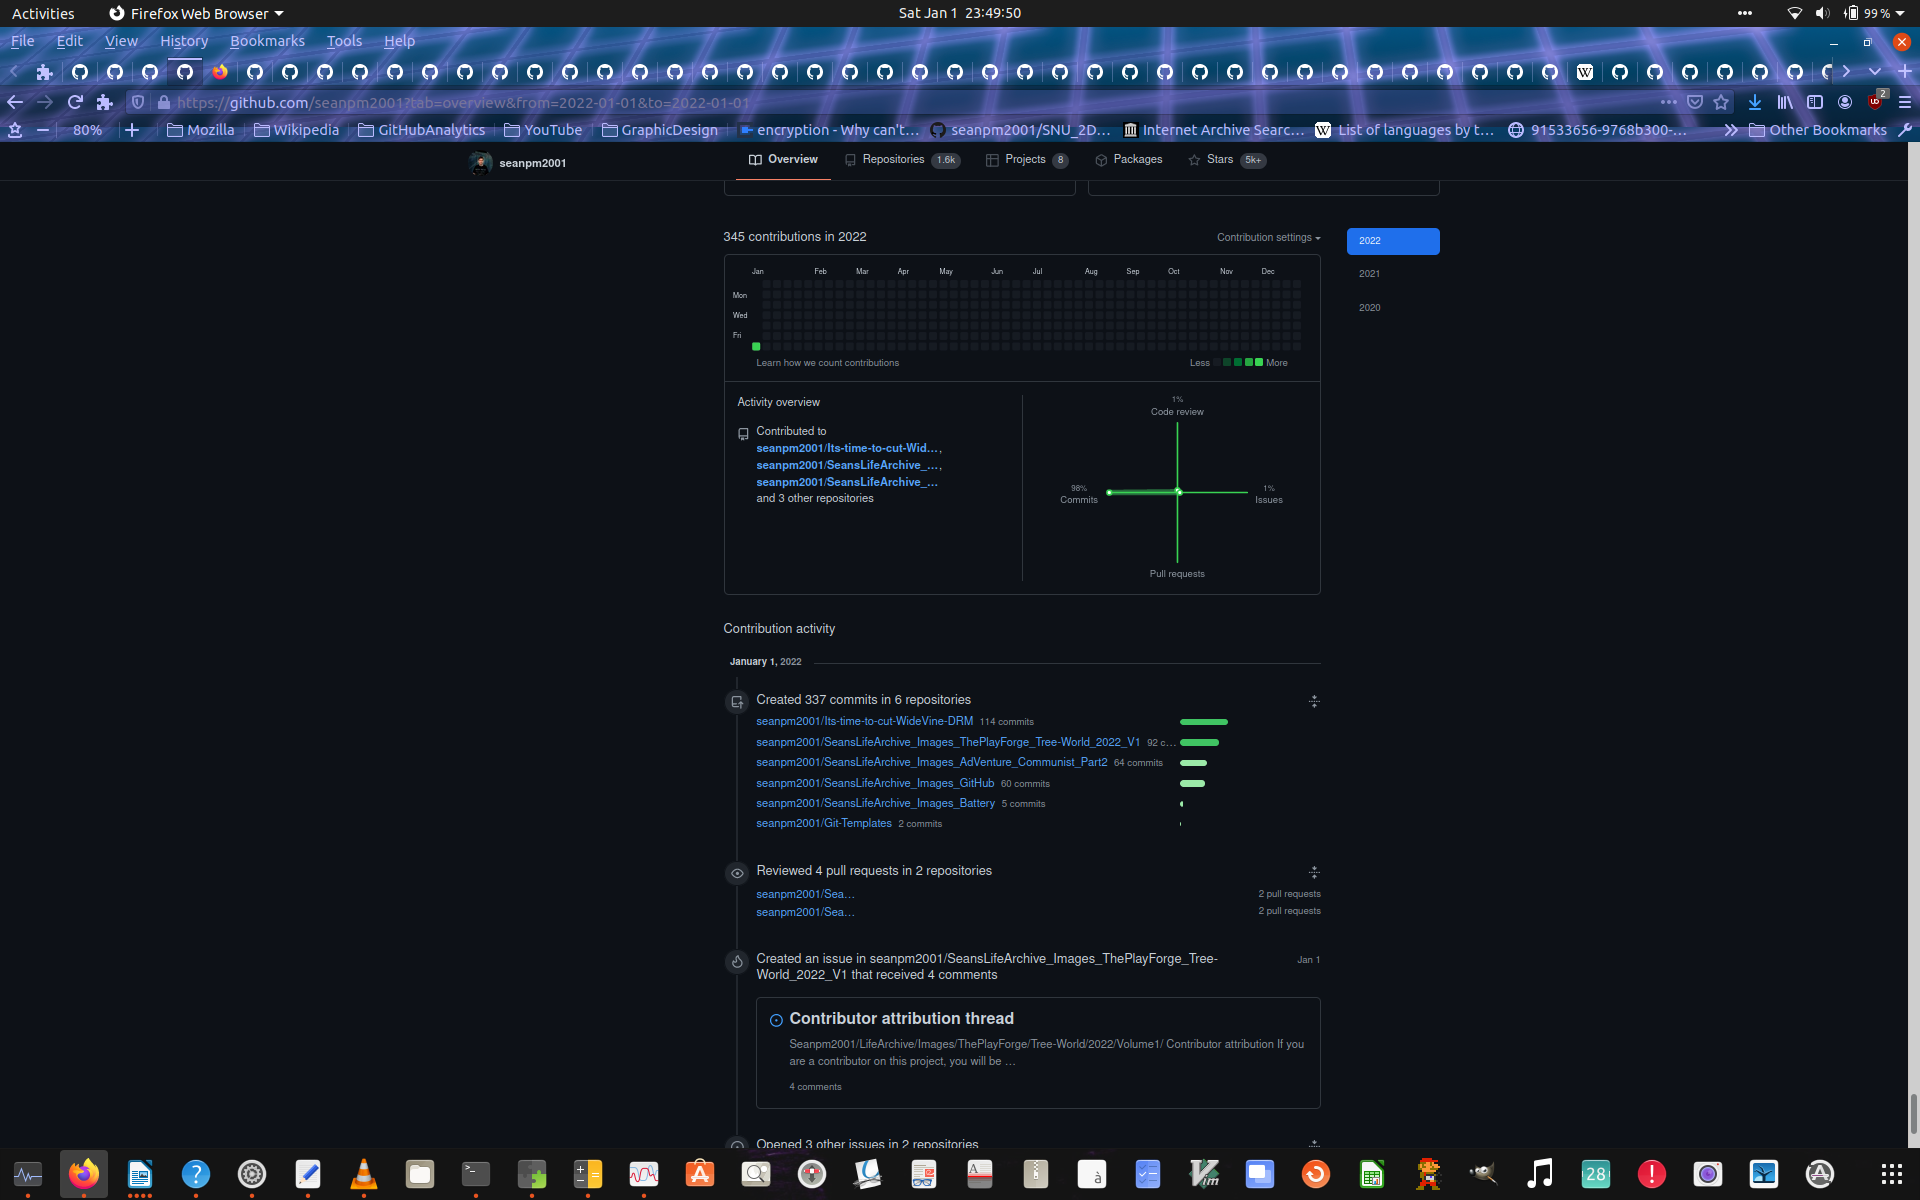 Activities
Firefox Web Browser
Sat Jan 1 23:49:50
99 %
File Edit View History Bookmarks Tools Help
https://github.com/seanpm2001?tab=overview&from=2022-01-01&to=2022-01-01
2
80%
Mozilla
Wikipedia
GitHubAnalytics
YouTube
GraphicDesign
encryption - Why can't…
seanpm2001/SNU_2D…
Internet Archive Searc…
List of languages by t…
91533656-9768b300-…
Other Bookmarks
seanpm2001
Overview
Repositories 1.6k
Projects 8
Packages
Stars 5k+
345 contributions in 2022
Contribution settings
2022
2021
2020
Jan Feb Mar Apr May Jun Jul Aug Sep Oct Nov Dec
Mon
Wed
Fri
Learn how we count contributions
Less More
Activity overview
Contributed to
seanpm2001/Its-time-to-cut-Wid…,
seanpm2001/SeansLifeArchive_…,
seanpm2001/SeansLifeArchive_…
and 3 other repositories
1%
Code review
98%
Commits
1%
Issues
Pull requests
Contribution activity
January 1, 2022
Created 337 commits in 6 repositories
seanpm2001/Its-time-to-cut-WideVine-DRM 114 commits
seanpm2001/SeansLifeArchive_Images_ThePlayForge_Tree-World_2022_V1 92 c…
seanpm2001/SeansLifeArchive_Images_AdVenture_Communist_Part2 64 commits
seanpm2001/SeansLifeArchive_Images_GitHub 60 commits
seanpm2001/SeansLifeArchive_Images_Battery 5 commits
seanpm2001/Git-Templates 2 commits
Reviewed 4 pull requests in 2 repositories
seanpm2001/Sea… 2 pull requests
seanpm2001/Sea… 2 pull requests
Created an issue in seanpm2001/SeansLifeArchive_Images_ThePlayForge_Tree-
World_2022_V1 that received 4 comments
Jan 1
Contributor attribution thread
Seanpm2001/LifeArchive/Images/ThePlayForge/Tree-World/2022/Volume1/ Contributor attribution If you
are a contributor on this project, you will be …
4 comments
Opened 3 other issues in 2 repositories
28